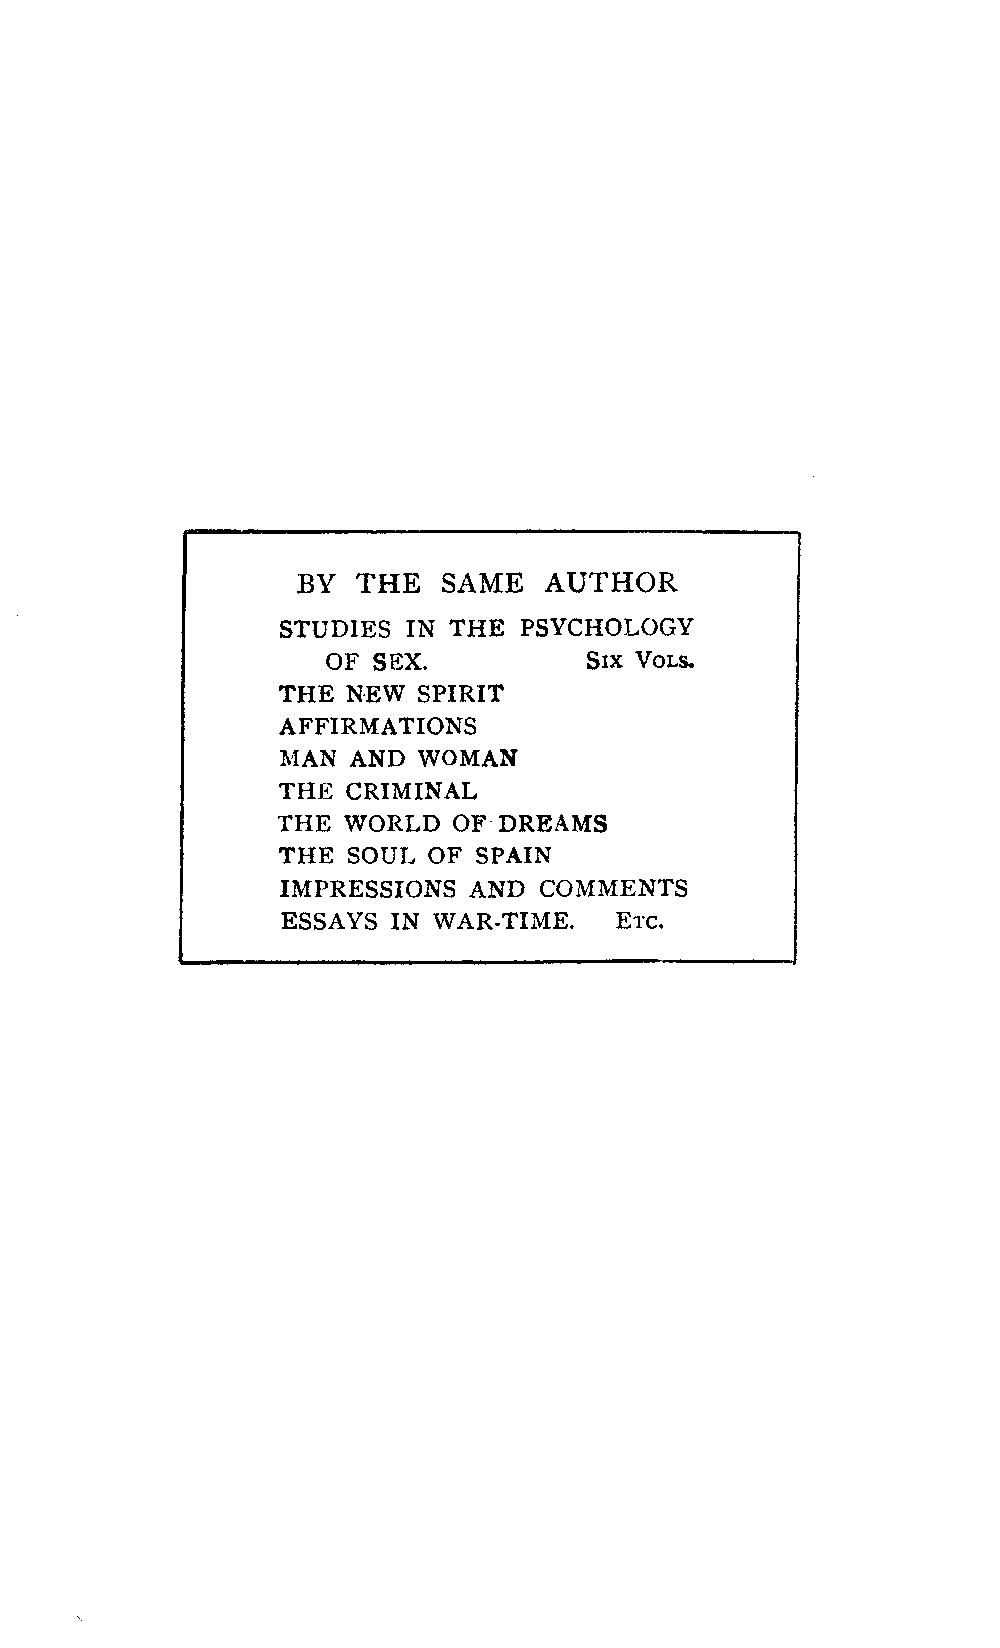 BY THE SAME AUTHOR
STUDIES IN THE PSYCHOLOGY
OF SEX. SIX VOLS.
THE NEW SPIRIT
AFFIRMATIONS
MAN AND WOMAN
THE CRIMINAL
THE WORLD OF DREAMS
THE SOUL OF SPAIN
IMPRESSIONS AND COMMENTS
ESSAYS IN WAR-TIME. ETC.